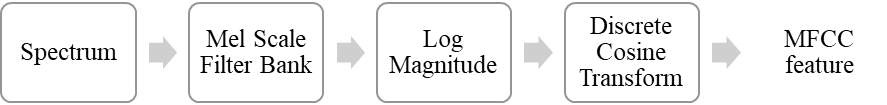 Spectrum
Mel Scale
Filter Bank
Log
Magnitude
Discrete
Cosine
Transform
MFCC
feature